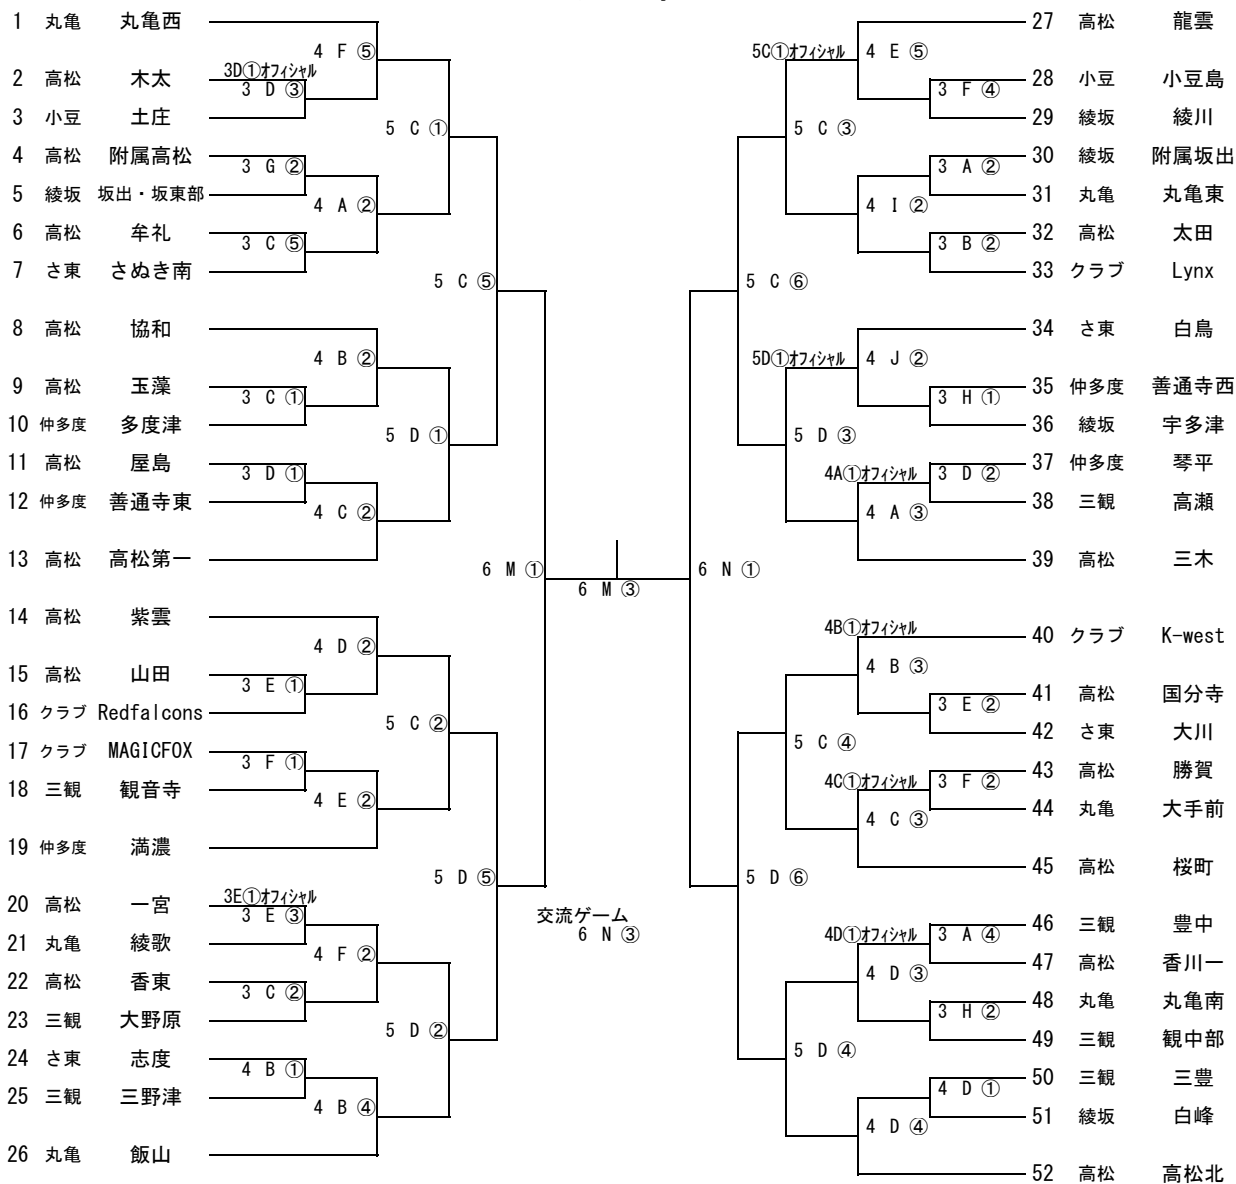 1 丸亀 丸亀西
4 F ⑤
3D①オフィシャル
2 高松 木太
3 D ③
3 小豆 土庄
5 C ①
4 高松 附属高松
3 G ②
5 綾坂 坂出・坂東部
4 A ②
6 高松 牟礼
3 C ⑤
7 さ東 さぬき南
5 C ⑤
8 高松 協和
4 B ②
9 高松 玉藻
3 C ①
10 仲多度 多度津
5 D ①
11 高松 屋島
3 D ①
12 仲多度 善通寺東
4 C ②
13 高松 高松第一
6 M ①
14 高松 紫雲
4 D ②
15 高松 山田
3 E ①
16 クラブ Redfalcons
5 C ②
17 クラブ MAGICFOX
3 F ①
18 三観 観音寺
4 E ②
19 仲多度 満濃
5 D ⑤
3E①オフィシャル
20 高松 一宮
3 E ③
21 丸亀 綾歌
4 F ②
22 高松 香東
3 C ②
23 三観 大野原
5 D ②
24 さ東 志度
4 B ①
25 三観 三野津
4 B ④
26 丸亀 飯山
6 M ③
交流ゲーム
6 N ③
27 高松 龍雲
5C①オフィシャル
4 E ⑤
28 小豆 小豆島
3 F ④
29 綾坂 綾川
5 C ③
30 綾坂 附属坂出
3 A ②
31 丸亀 丸亀東
4 I ②
32 高松 太田
3 B ②
33 クラブ Lynx
5 C ⑥
34 さ東 白鳥
5D①オフィシャル
4 J ②
35 仲多度 善通寺西
3 H ①
36 綾坂 宇多津
5 D ③
37 仲多度 琴平
4A①オフィシャル
3 D ②
38 三観 高瀬
4 A ③
39 高松 三木
6 N ①
4B①オフィシャル
40 クラブ K-west
4 B ③
41 高松 国分寺
3 E ②
42 さ東 大川
5 C ④
43 高松 勝賀
4C①オフィシャル
3 F ②
44 丸亀 大手前
4 C ③
45 高松 桜町
5 D ⑥
46 三観 豊中
4D①オフィシャル
3 A ④
47 高松 香川一
4 D ③
48 丸亀 丸亀南
3 H ②
49 三観 観中部
5 D ④
50 三観 三豊
4 D ①
51 綾坂 白峰
4 D ④
52 高松 高松北